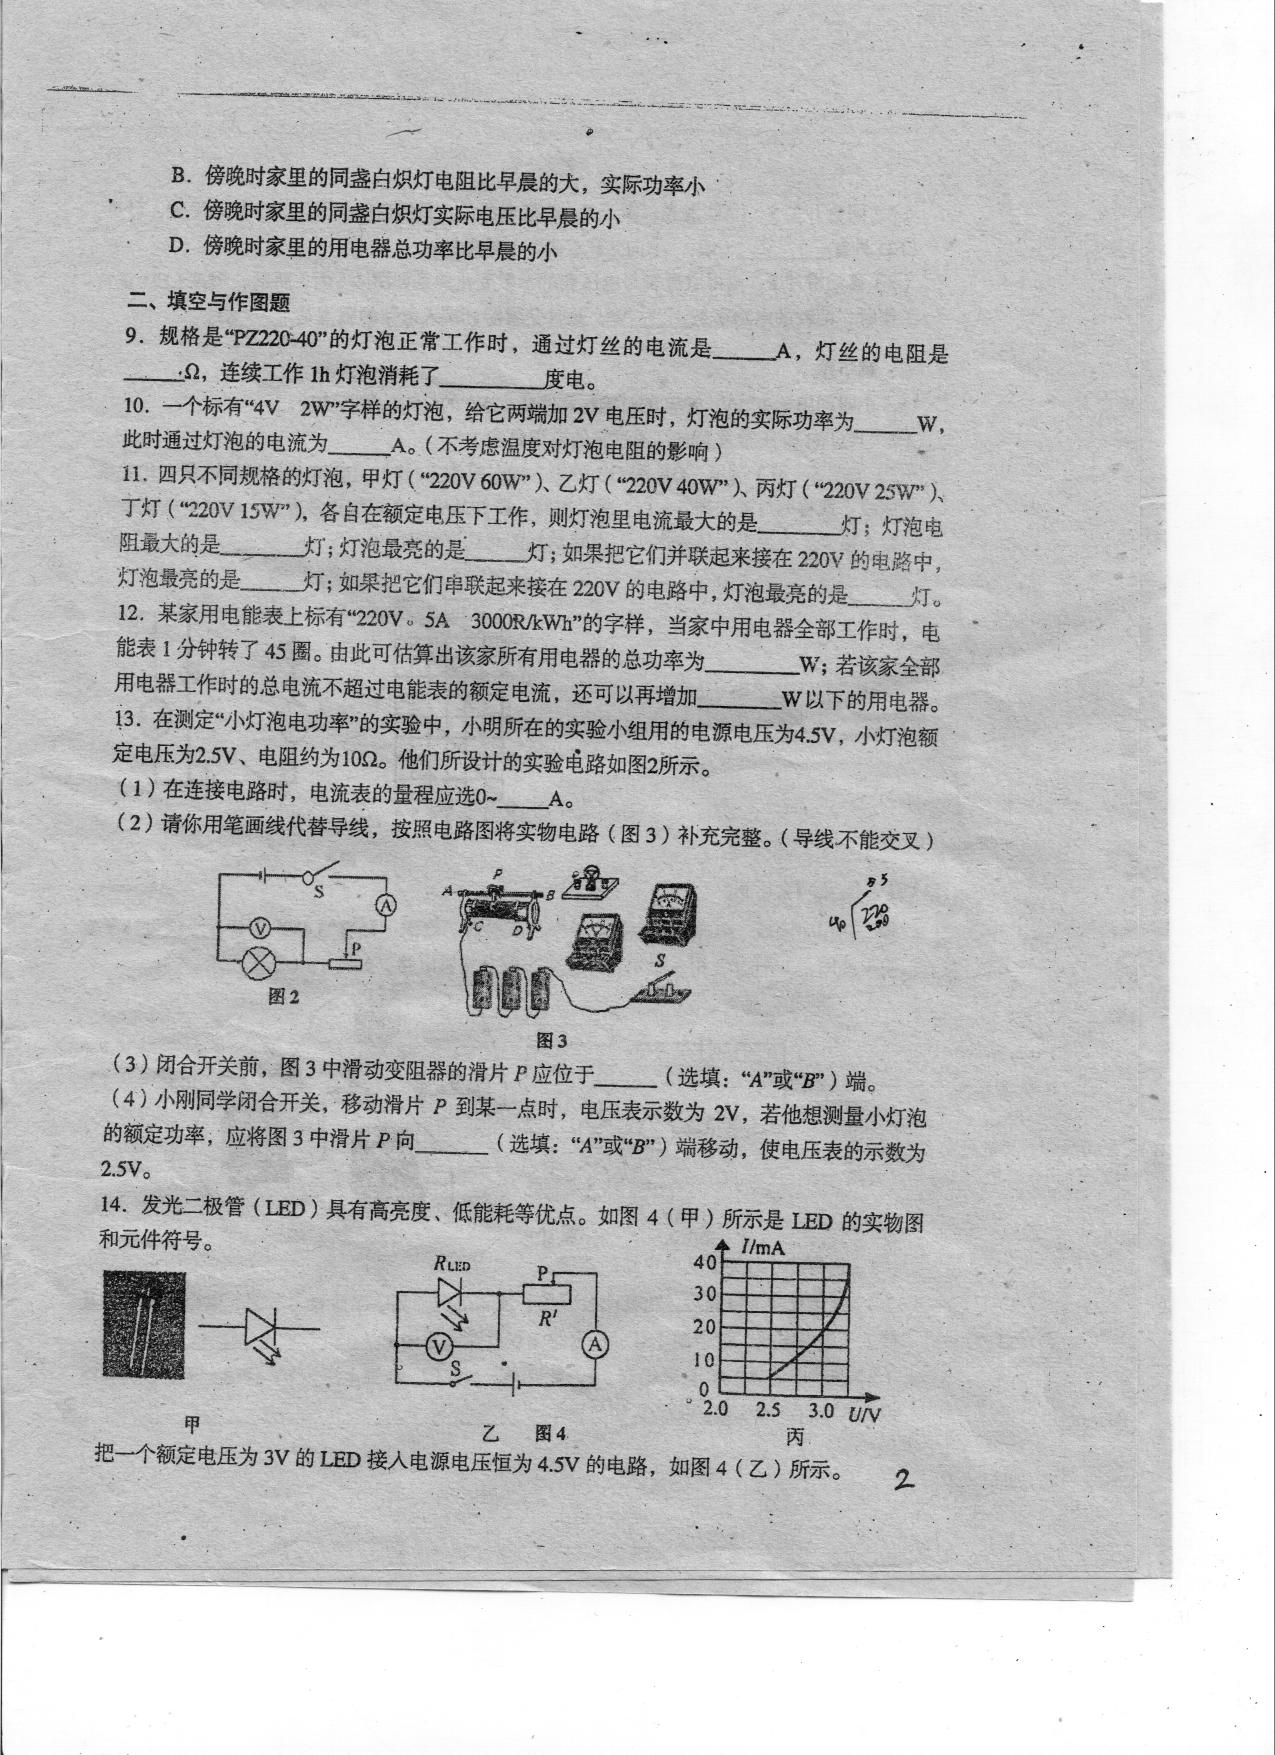 B．傍晚时家里的同盏白炽灯电阻比早晨的大，实际功率小
C．傍晚时家里的同盏白炽灯实际电压比早晨的小
D．傍晚时家里的用电器总功率比早晨的小
二、填空与作图题
9．规格是“PZ220-40”的灯泡正常工作时，通过灯丝的电流是______A，灯丝的电阻是
______Ω，连续工作 1h 灯泡消耗了__________度电。
10．一个标有“4V 2W”字样的灯泡，给它两端加 2V 电压时，灯泡的实际功率为______W，
此时通过灯泡的电流为______A。（不考虑温度对灯泡电阻的影响）
11．四只不同规格的灯泡，甲灯（“220V 60W”）、乙灯（“220V 40W”）、丙灯（“220V 25W”）、
丁灯（“220V 15W”），各自在额定电压下工作，则灯泡里电流最大的是________灯；灯泡电
阻最大的是________灯；灯泡最亮的是______灯；如果把它们并联起来接在 220V 的电路中，
灯泡最亮的是______灯；如果把它们串联起来接在 220V 的电路中，灯泡最亮的是______灯。
12．某家用电能表上标有“220V。5A 3000R/kWh”的字样，当家中用电器全部工作时，电
能表 1 分钟转了 45 圈。由此可估算出该家所有用电器的总功率为_________W；若该家全部
用电器工作时的总电流不超过电能表的额定电流，还可以再增加________W 以下的用电器。
13．在测定“小灯泡电功率”的实验中，小明所在的实验小组用的电源电压为4.5V，小灯泡额
定电压为2.5V、电阻约为10Ω。他们所设计的实验电路如图2所示。
（1）在连接电路时，电流表的量程应选0~_____A。
（2）请你用笔画线代替导线，按照电路图将实物电路（图 3）补充完整。（导线不能交叉）
S A V P
图 2
A P B C D S
图 3
220
（3）闭合开关前，图 3 中滑动变阻器的滑片 P 应位于______（选填：“A”或“B”）端。
（4）小刚同学闭合开关，移动滑片 P 到某一点时，电压表示数为 2V，若他想测量小灯泡
的额定功率，应将图 3 中滑片 P 向_______（选填：“A”或“B”）端移动，使电压表的示数为
2.5V。
14．发光二极管（LED）具有高亮度、低能耗等优点。如图 4（甲）所示是 LED 的实物图
和元件符号。
甲
RLED P R' V A S
乙 图 4
I/mA
40
30
20
10
0
2.0 2.5 3.0 U/V
丙
把一个额定电压为 3V 的 LED 接入电源电压恒为 4.5V 的电路，如图 4（乙）所示。
2